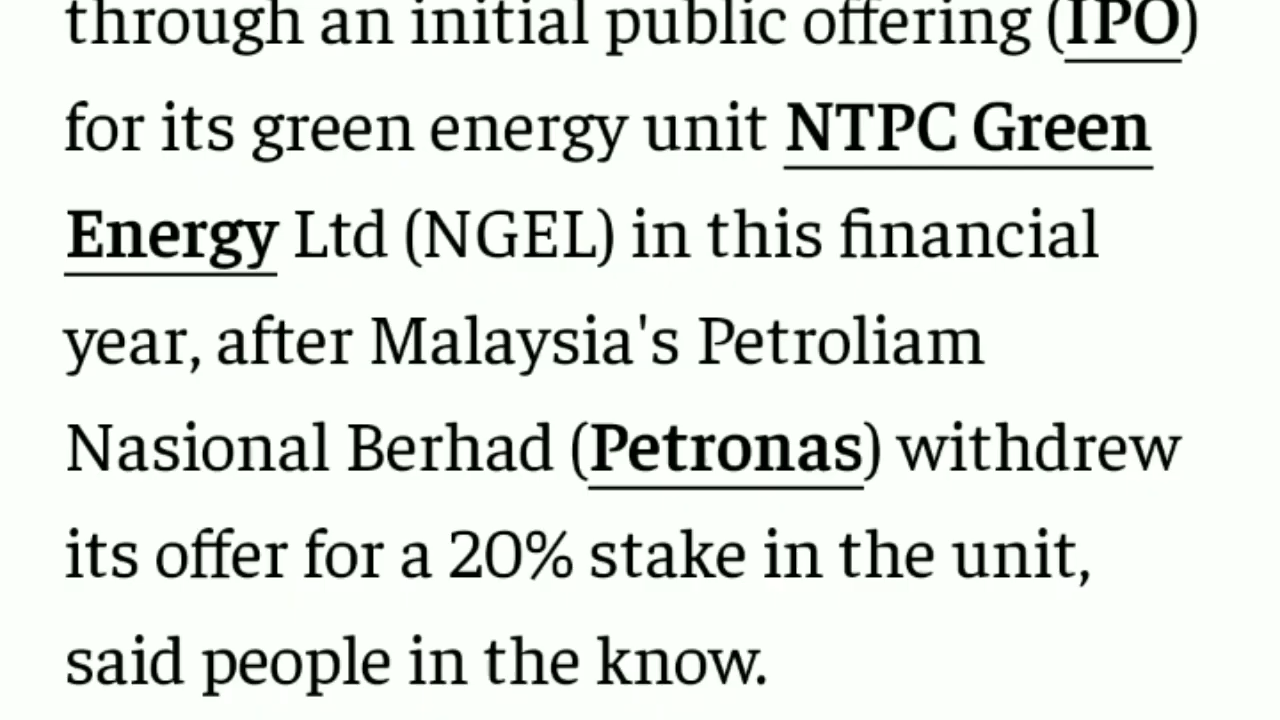 through an initial public offering (IPO)
for its green energy unit NTPC Green
Energy Ltd (NGEL) in this financial
year, after Malaysia's Petroliam
Nasional Berhad (Petronas) withdrew
its offer for a 20% stake in the unit,
said people in the know.